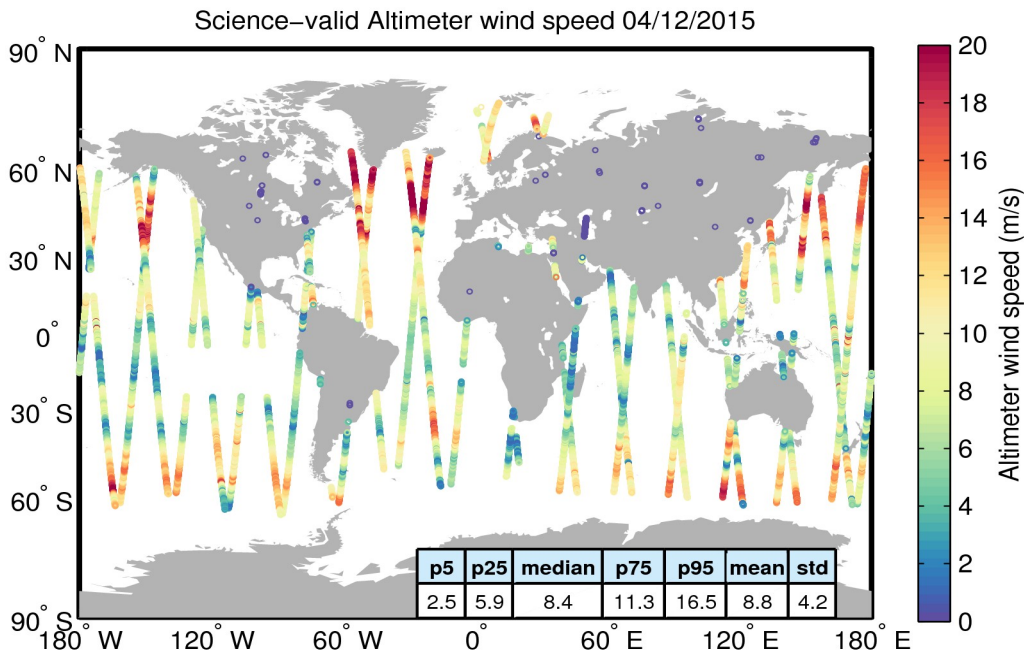 Science−valid Altimeter wind speed 04/12/2015
90° N
60° N
30° N
0°
30° S
60° S
90° S
180° W
120° W
60° W
0°
60° E
120° E
180° E
p5 p25 median p75 p95 mean std
2.5 5.9 8.4 11.3 16.5 8.8 4.2
20
18
16
14
12
10
8
6
4
2
0
Altimeter wind speed (m/s)